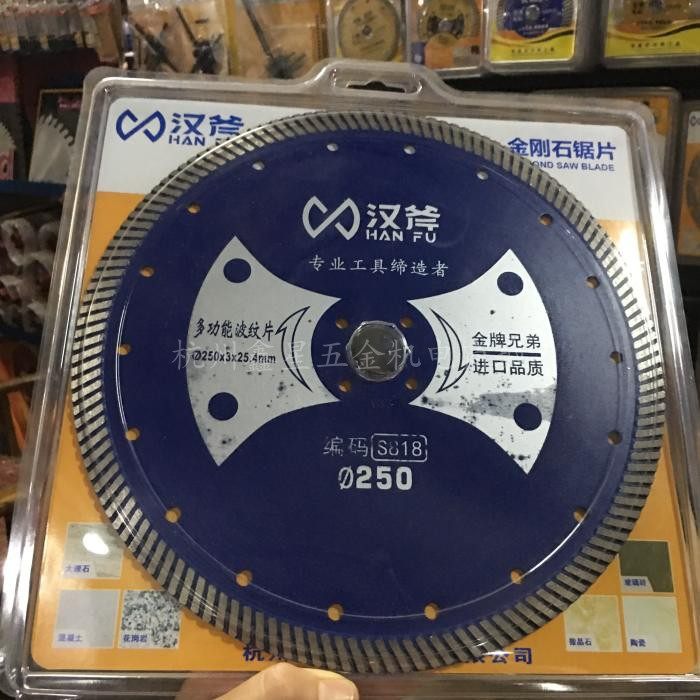 汉斧
HAN FU
金刚石锯片
OND SAW BLADE
汉斧
HAN FU
专业工具缔造者
多功能波纹片
Ø250x3x25.4mm
金牌兄弟
进口品质
杭州鑫星五金机电
编码 S818
Ø250
大理石
玻璃砖
混凝土
花岗岩
微晶石
陶瓷
杭
限公司